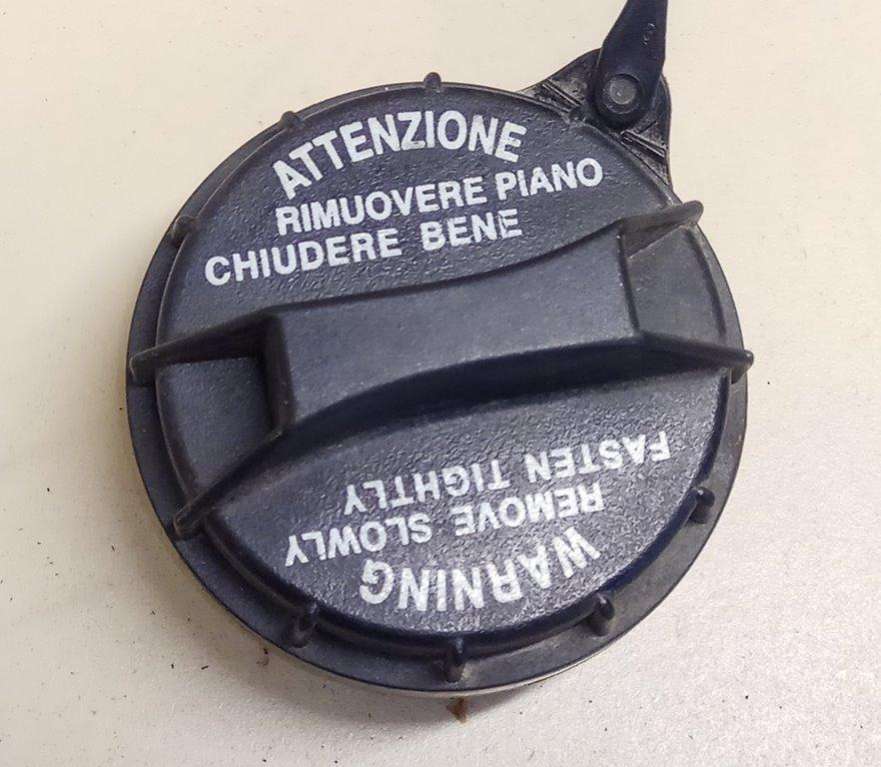 ATTENZIONE
RIMUOVERE PIANO
CHIUDERE BENE
WARNING
REMOVE SLOWLY
FASTEN TIGHTLY